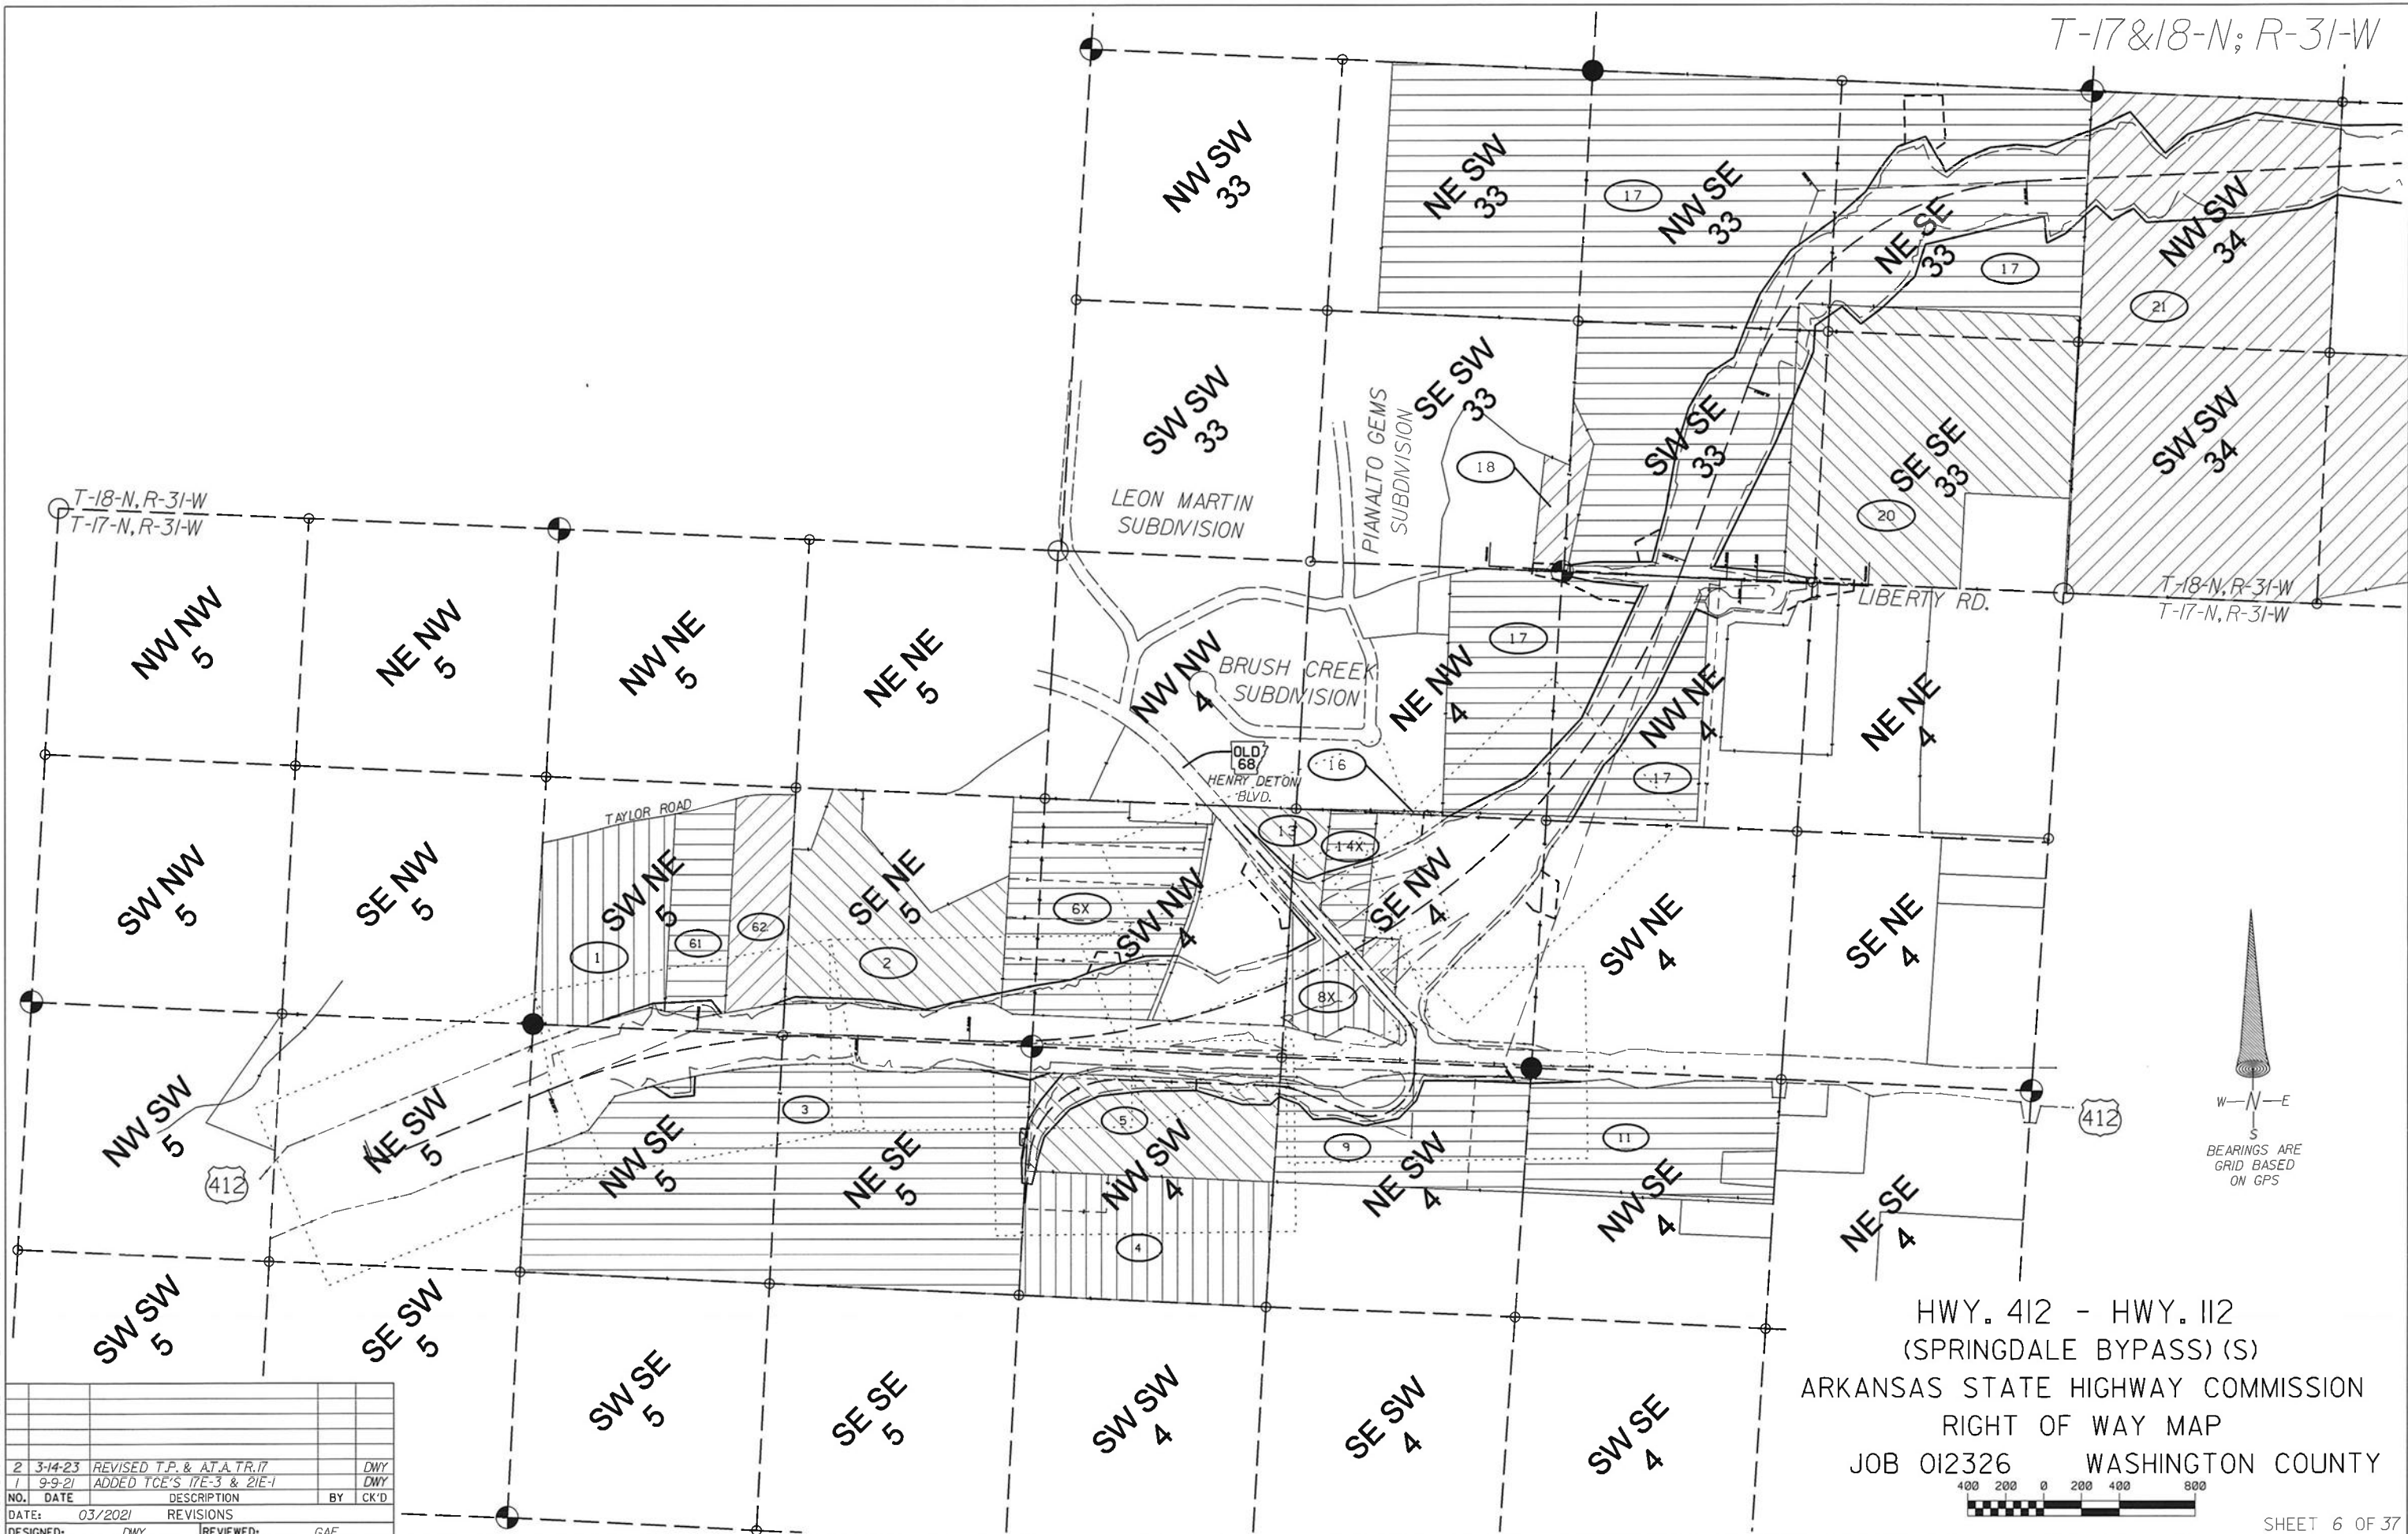 T-17&18-N; R-31-W
NW SW
33
NE SW
33
17
NW SE
33
NE SE
33
17
NW SW
34
21
SW SW
33
SE SW
33
SW SE
33
SE SE
33
SW SW
34
18
20
PIANALTO GEMS
SUBDIVISION
LEON MARTIN
SUBDIVISION
T-18-N, R-31-W
T-17-N, R-31-W
T-18-N, R-31-W
T-17-N, R-31-W
LIBERTY RD.
NW NW
5
NE NW
5
NW NE
5
NE NE
5
NW NW
4
BRUSH CREEK
SUBDIVISION
NE NW
4
17
NW NE
4
17
NE NE
4
OLD
68
HENRY DETON
BLVD.
16
TAYLOR ROAD
13
14X
SW NW
5
SE NW
5
SW NE
5
1
61
62
SE NE
5
2
6X
SW NW
4
SE NW
4
8X
SW NE
4
SE NE
4
NW SW
5
412
NE SW
5
NW SE
5
3
NE SE
5
5
NW SW
4
4
9
NE SW
4
11
NW SE
4
NE SE
4
412
W N E
S
BEARINGS ARE
GRID BASED
ON GPS
SW SW
5
SE SW
5
SW SE
5
SE SE
5
SW SW
4
SE SW
4
SW SE
4
HWY. 412 - HWY. 112
(SPRINGDALE BYPASS) (S)
ARKANSAS STATE HIGHWAY COMMISSION
RIGHT OF WAY MAP
JOB 012326 WASHINGTON COUNTY
400 200 0 200 400 800
SHEET 6 OF 37
2 3-14-23 REVISED T.P. & A.T.A. TR.17 DWY
1 9-9-21 ADDED TCE'S 17E-3 & 21E-1 DWY
NO. DATE DESCRIPTION BY CK'D
DATE: 03/2021 REVISIONS
DESIGNED: DWY REVIEWED: GAF